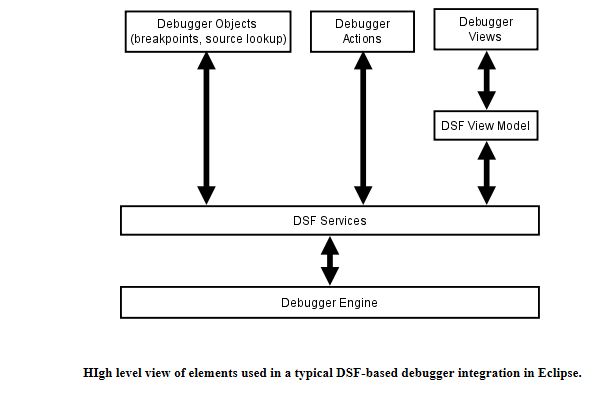 Debugger Objects
(breakpoints, source lookup)
Debugger
Actions
Debugger
Views
DSF View Model
DSF Services
Debugger Engine
HIgh level view of elements used in a typical DSF-based debugger integration in Eclipse.